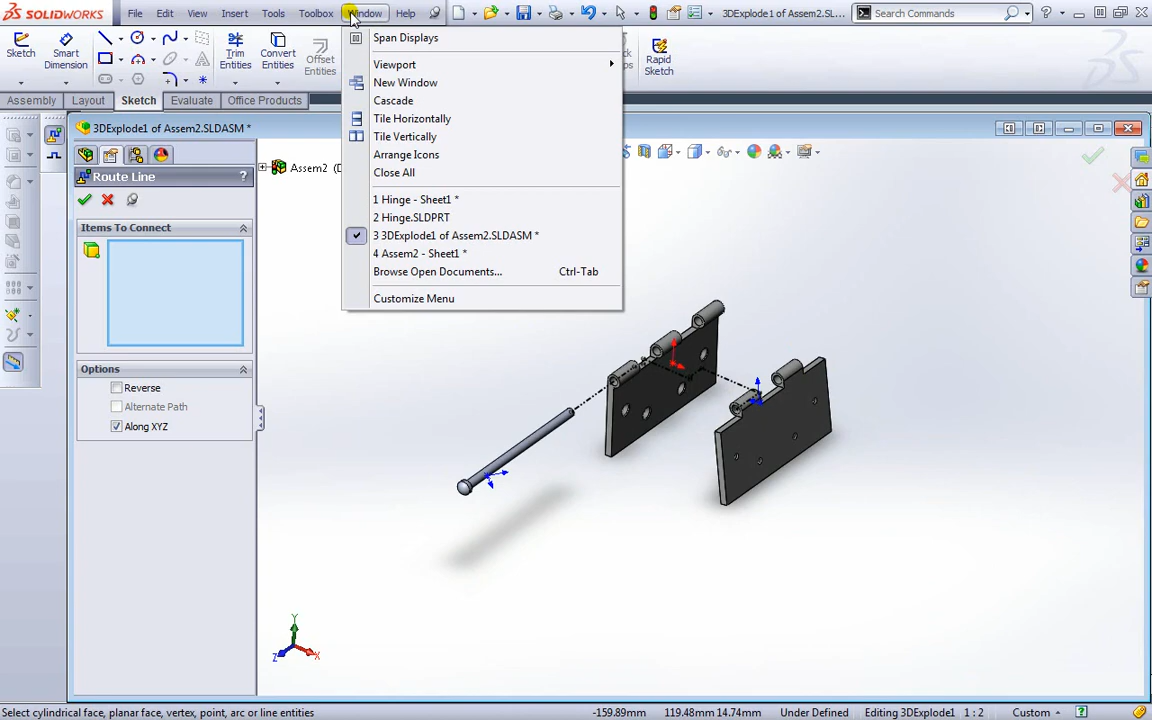 SOLIDWORKS File Edit View Insert Tools Toolbox Window Help 3DExplode1 of Assem2.SL... Search Commands
Sketch Smart Dimension Trim Entities Convert Entities Offset Entities Rapid Sketch
Assembly Layout Sketch Evaluate Office Products
Span Displays
Viewport
New Window
Cascade
Tile Horizontally
Tile Vertically
Arrange Icons
Close All
1 Hinge - Sheet1 *
2 Hinge.SLDPRT
3 3DExplode1 of Assem2.SLDASM *
4 Assem2 - Sheet1 *
Browse Open Documents... Ctrl-Tab
Customize Menu
3DExplode1 of Assem2.SLDASM *
Route Line ?
Assem2 (D
Items To Connect
Options
Reverse
Alternate Path
Along XYZ
Y
Z X
Select cylindrical face, planar face, vertex, point, arc or line entities -159.89mm 119.48mm 14.74mm Under Defined Editing 3DExplode1 1 : 2 Custom